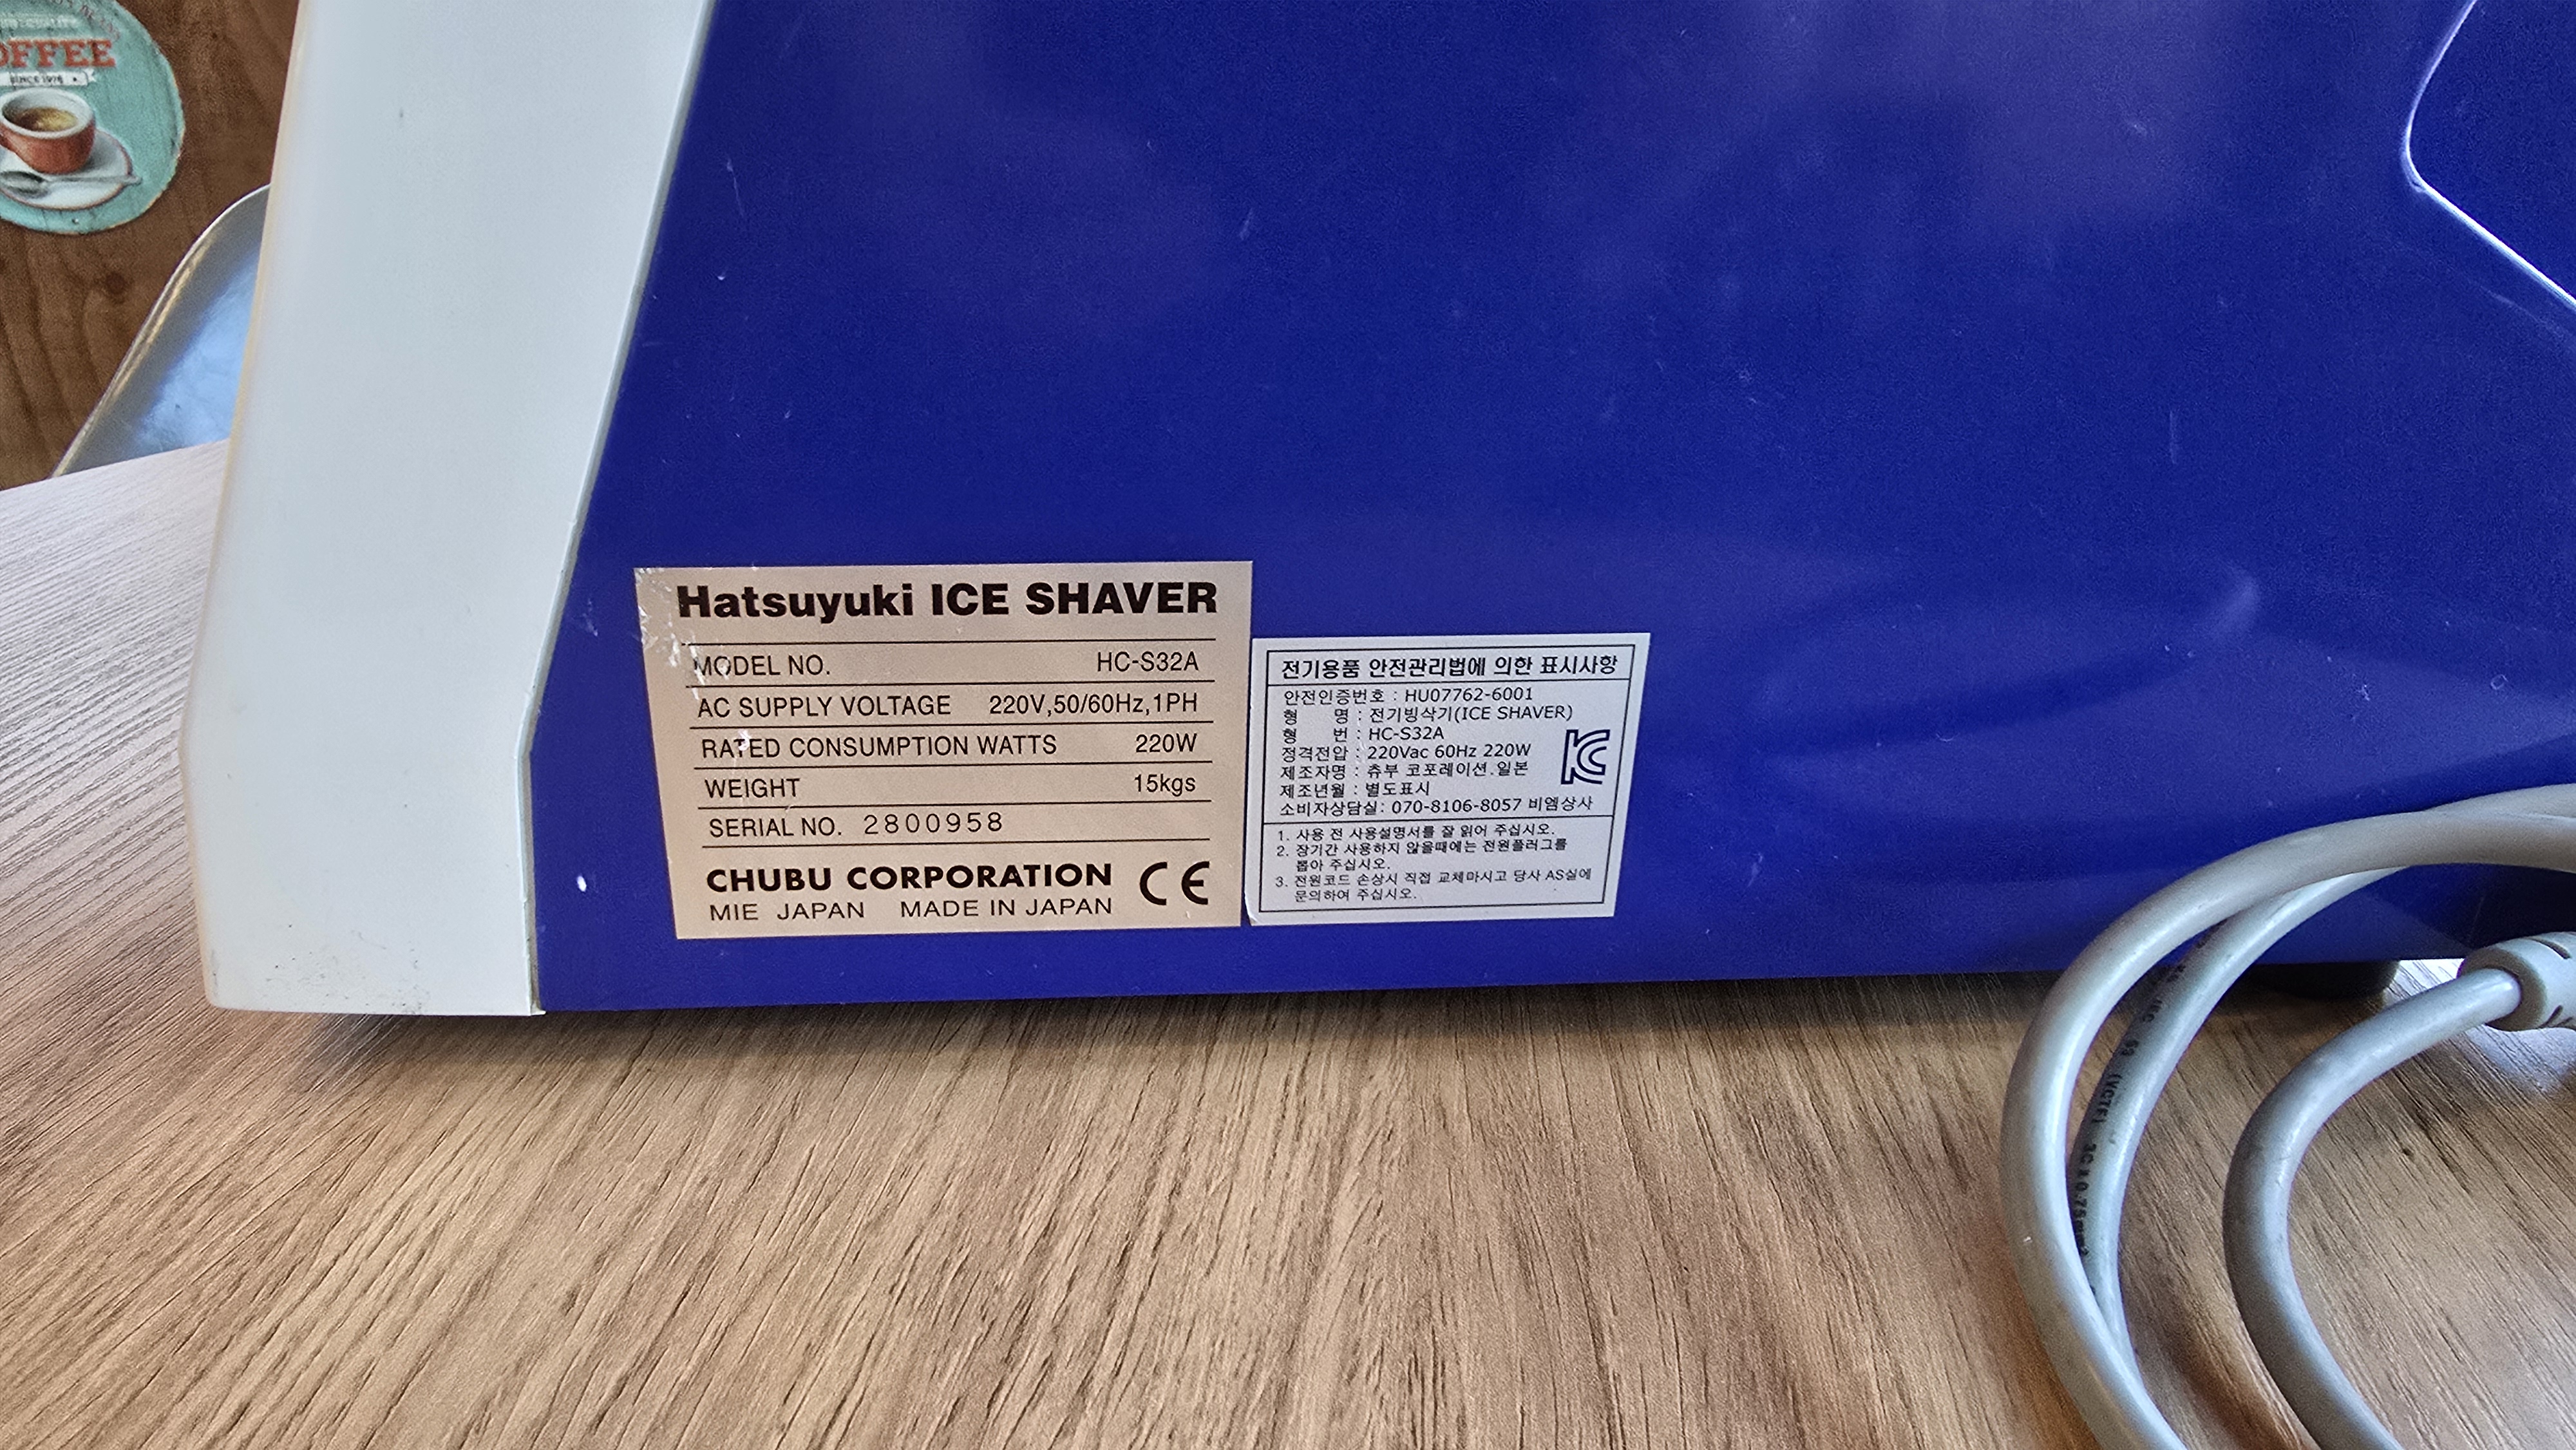 COFFEE
SINCE 1976
Hatsuyuki ICE SHAVER
MODEL NO. HC-S32A
AC SUPPLY VOLTAGE 220V,50/60Hz,1PH
RATED CONSUMPTION WATTS 220W
WEIGHT 15kgs
SERIAL NO. 2800958
CHUBU CORPORATION CE
MIE JAPAN MADE IN JAPAN
전기용품 안전관리법에 의한 표시사항
안전인증번호 : HU07762-6001
형 명 : 전기빙삭기(ICE SHAVER)
형 번 : HC-S32A
정격전압 : 220Vac 60Hz 220W
제조자명 : 츄부 코포레이션.일본
제조년월 : 별도표시
소비자상담실: 070-8106-8057 비엠상사
1. 사용 전 사용설명서를 잘 읽어 주십시오.
2. 장기간 사용하지 않을때에는 전원플러그를
뽑아 주십시오.
3. 전원코드 손상시 직접 교체마시고 당사 AS실에
문의하여 주십시오.
(VCTF) 3C x 0.75mm²